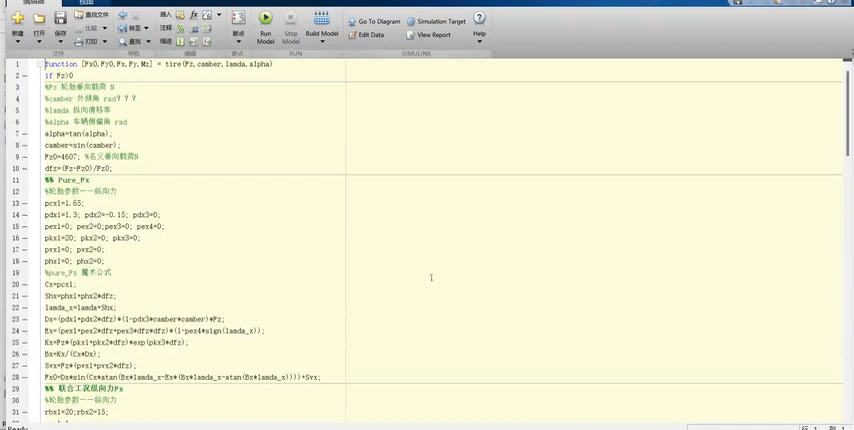 编辑器 视图
新建 打开 保存 查找文件 比较 打印 转至 查找 插入 注释 缩进 fx 断点 Run Model Stop Model Build Model Go To Diagram Edit Data Simulation Target View Report Help
文件 导航 编辑 断点 RUN SIMULINK
1 function [Fx0,Fy0,Fx,Fy,Mz] = tire(Fz,camber,lamda,alpha)
2 if Fz>0
3 %Fz 轮胎垂向载荷 N
4 %camber 外倾角 rad？？？
5 %lamda 纵向滑移率
6 %alpha 车辆侧偏角 rad
7 alpha=tan(alpha);
8 camber=sin(camber);
9 Fz0=4607; %名义垂向载荷N
10 dfz=(Fz-Fz0)/Fz0;
11 %% Pure_Fx
12 %轮胎参数——纵向力
13 pcx1=1.65;
14 pdx1=1.3; pdx2=-0.15; pdx3=0;
15 pex1=0; pex2=0;pex3=0; pex4=0;
16 pkx1=20; pkx2=0; pkx3=0;
17 pvx1=0; pvx2=0;
18 phx1=0; phx2=0;
19 %pure_Fx 魔术公式
20 Cx=pcx1;
21 Shx=phx1+phx2*dfz;
22 lamda_x=lamda+Shx;
23 Dx=(pdx1+pdx2*dfz)*(1-pdx3*camber*camber)*Fz;
24 Ex=(pex1+pex2*dfz+pex3*dfz*dfz)*(1-pex4*sign(lamda_x));
25 Kx=Fz*(pkx1+pkx2*dfz)*exp(pkx3*dfz);
26 Bx=Kx/(Cx*Dx);
27 Svx=Fz*(pvx1+pvx2*dfz);
28 Fx0=Dx*sin(Cx*atan(Bx*lamda_x-Ex*(Bx*lamda_x-atan(Bx*lamda_x))))+Svx;
29 %% 联合工况纵向力Fx
30 %轮胎参数——纵向力
31 rbx1=20;rbx2=15;
Ready 行 1 列 1